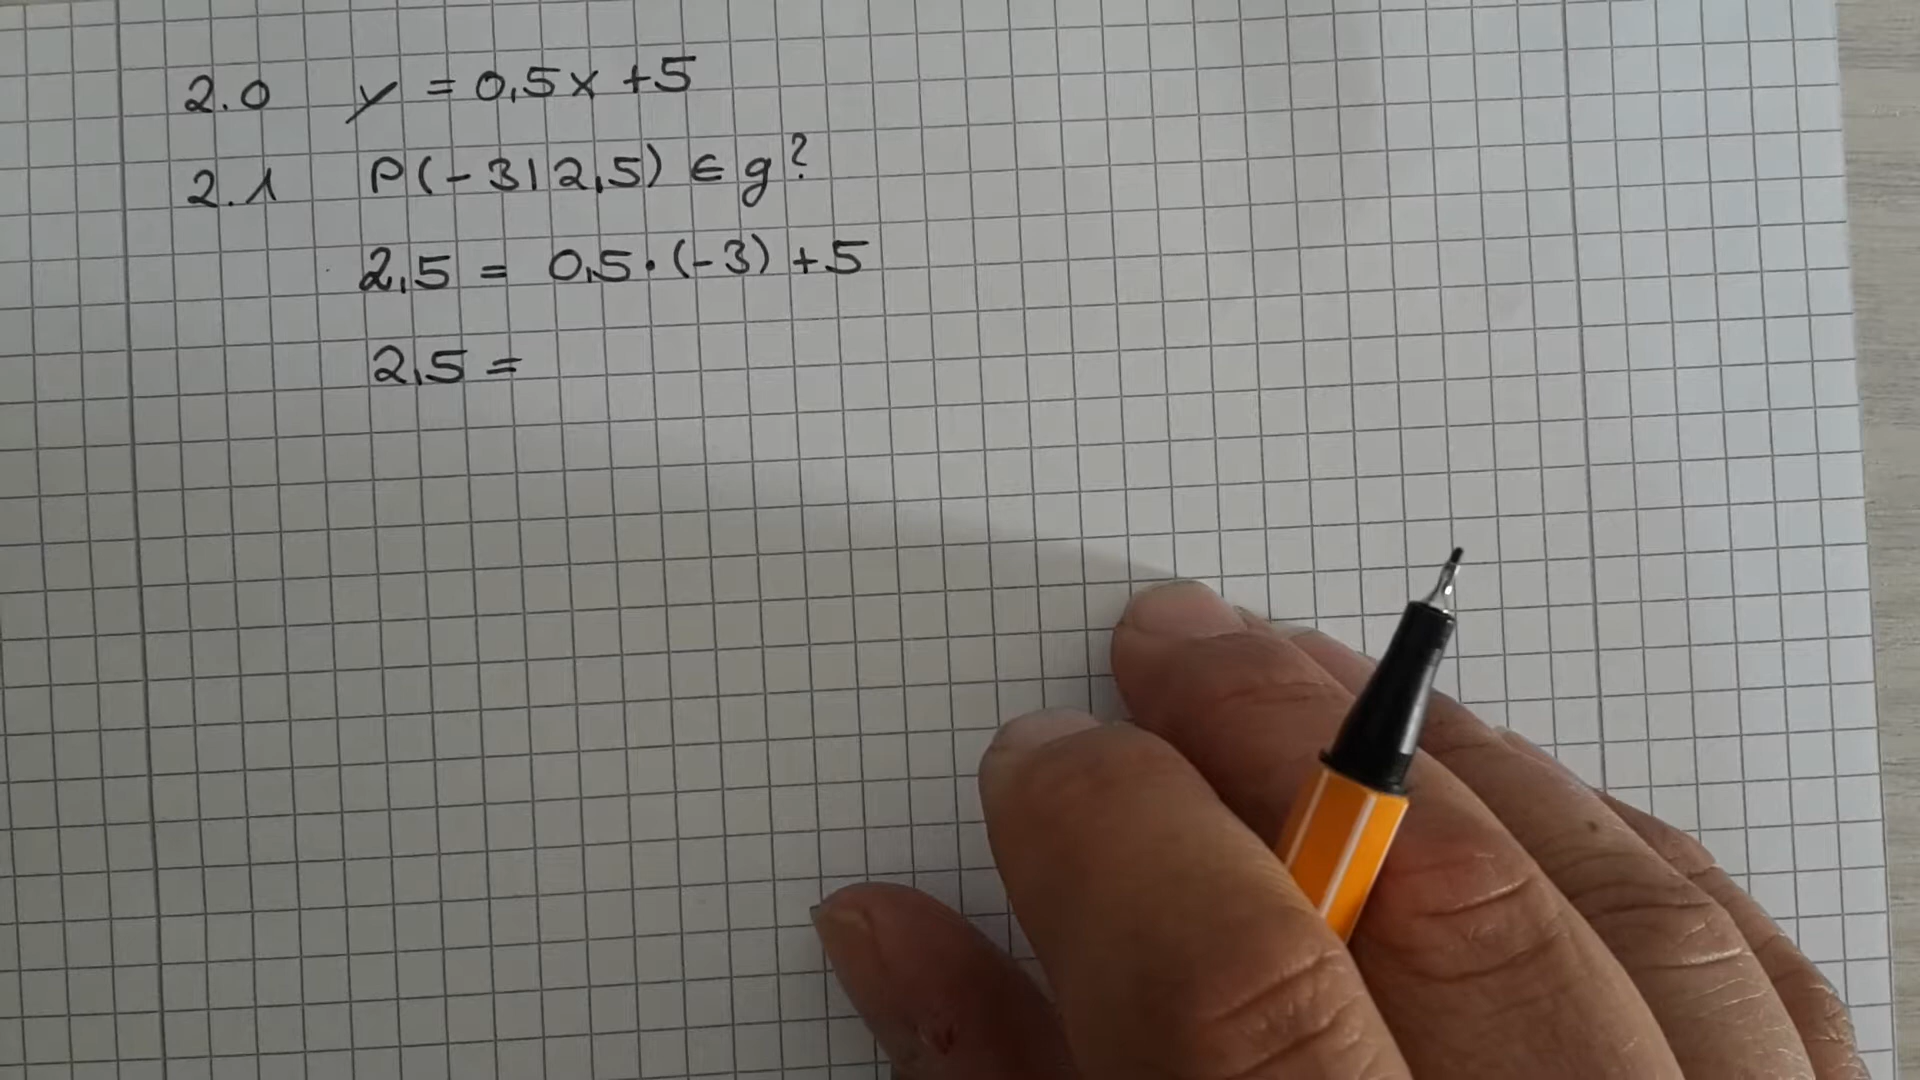 2.0 y = 0,5x + 5
2.1 P(-3|2,5) ∈ g?
2,5 = 0,5·(-3) + 5
2,5 =